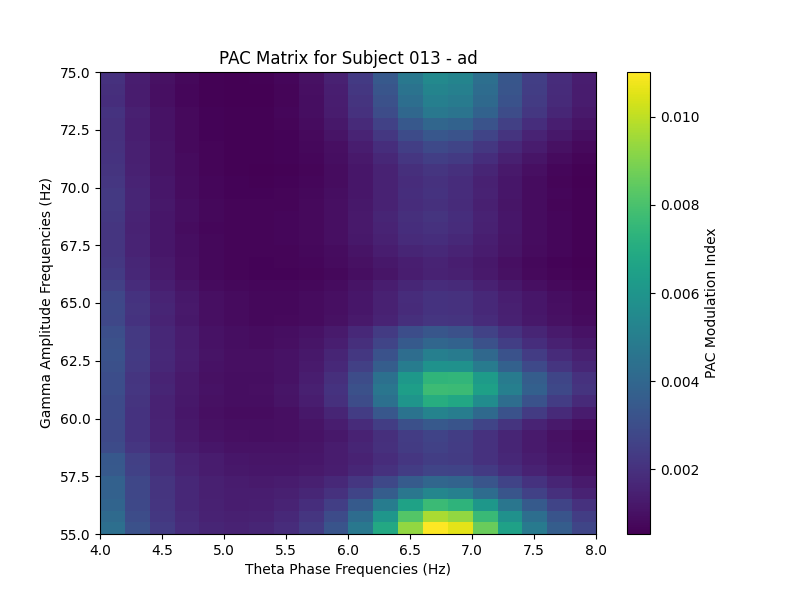 PAC Matrix for Subject 013 - ad
75.0
72.5
70.0
67.5
65.0
62.5
60.0
57.5
55.0
Gamma Amplitude Frequencies (Hz)
4.0 4.5 5.0 5.5 6.0 6.5 7.0 7.5 8.0
Theta Phase Frequencies (Hz)
0.010
0.008
0.006
0.004
0.002
PAC Modulation Index